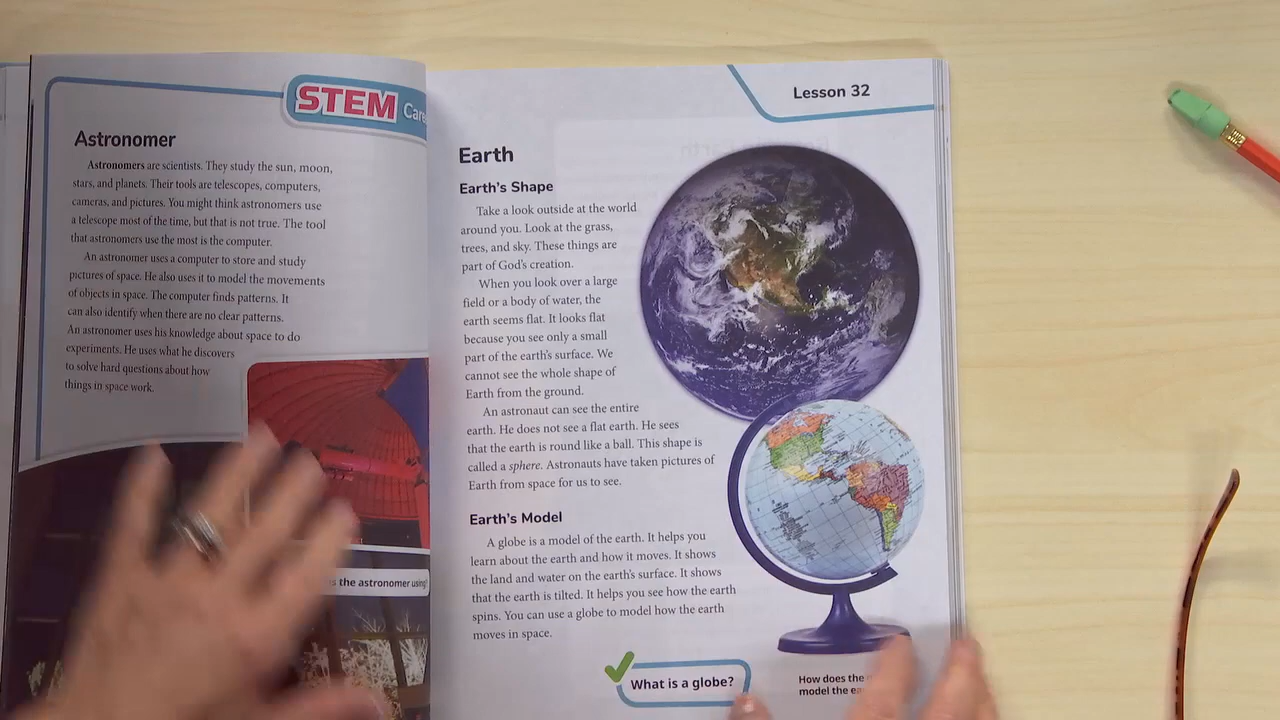 STEM
Astronomer
Astronomers are scientists. They study the sun, moon,
stars, and planets. Their tools are telescopes, computers,
cameras, and pictures. You might think astronomers use
a telescope most of the time, but that is not true. The tool
that astronomers use the most is the computer.
An astronomer uses a computer to store and study
pictures of space. He also uses it to model the movements
of objects in space. The computer finds patterns. It
can also identify when there are no clear patterns.
An astronomer uses his knowledge about space to do
experiments. He uses what he discovers
to solve hard questions about how
things in space work.
the astronomer using?
Lesson 32
Earth
Earth's Shape
Take a look outside at the world
around you. Look at the grass,
trees, and sky. These things are
part of God's creation.
When you look over a large
field or a body of water, the
earth seems flat. It looks flat
because you see only a small
part of the earth's surface. We
cannot see the whole shape of
Earth from the ground.
An astronaut can see the entire
earth. He does not see a flat earth. He sees
that the earth is round like a ball. This shape is
called a sphere. Astronauts have taken pictures of
Earth from space for us to see.
Earth's Model
A globe is a model of the earth. It helps you
learn about the earth and how it moves. It shows
the land and water on the earth's surface. It shows
that the earth is tilted. It helps you see how the earth
spins. You can use a globe to model how the earth
moves in space.
What is a globe?
How does the
model the